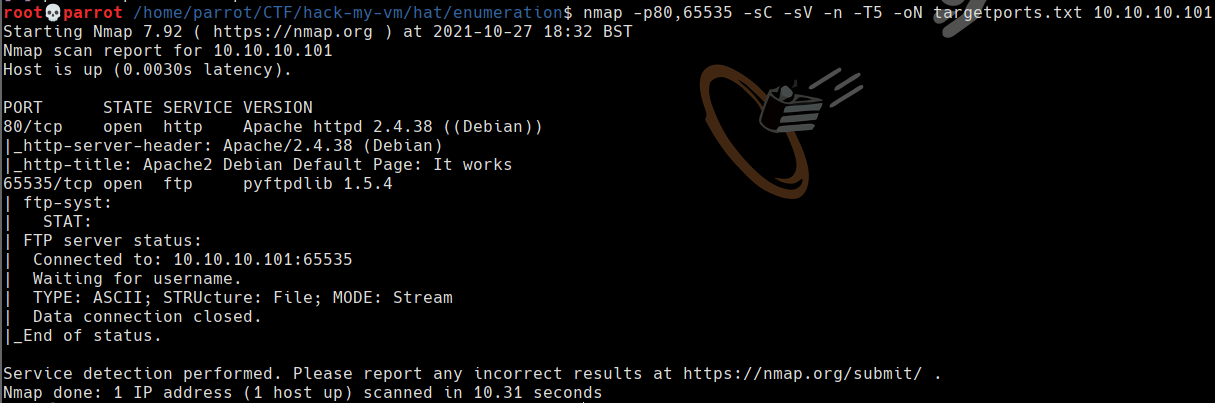 root💀parrot /home/parrot/CTF/hack-my-vm/hat/enumeration$ nmap -p80,65535 -sC -sV -n -T5 -oN targetports.txt 10.10.10.101
Starting Nmap 7.92 ( https://nmap.org ) at 2021-10-27 18:32 BST
Nmap scan report for 10.10.10.101
Host is up (0.0030s latency).

PORT      STATE SERVICE VERSION
80/tcp    open  http    Apache httpd 2.4.38 ((Debian))
|_http-server-header: Apache/2.4.38 (Debian)
|_http-title: Apache2 Debian Default Page: It works
65535/tcp open  ftp     pyftpdlib 1.5.4
| ftp-syst:
|   STAT:
| FTP server status:
|  Connected to: 10.10.10.101:65535
|  Waiting for username.
|  TYPE: ASCII; STRUcture: File; MODE: Stream
|  Data connection closed.
|_End of status.

Service detection performed. Please report any incorrect results at https://nmap.org/submit/ .
Nmap done: 1 IP address (1 host up) scanned in 10.31 seconds